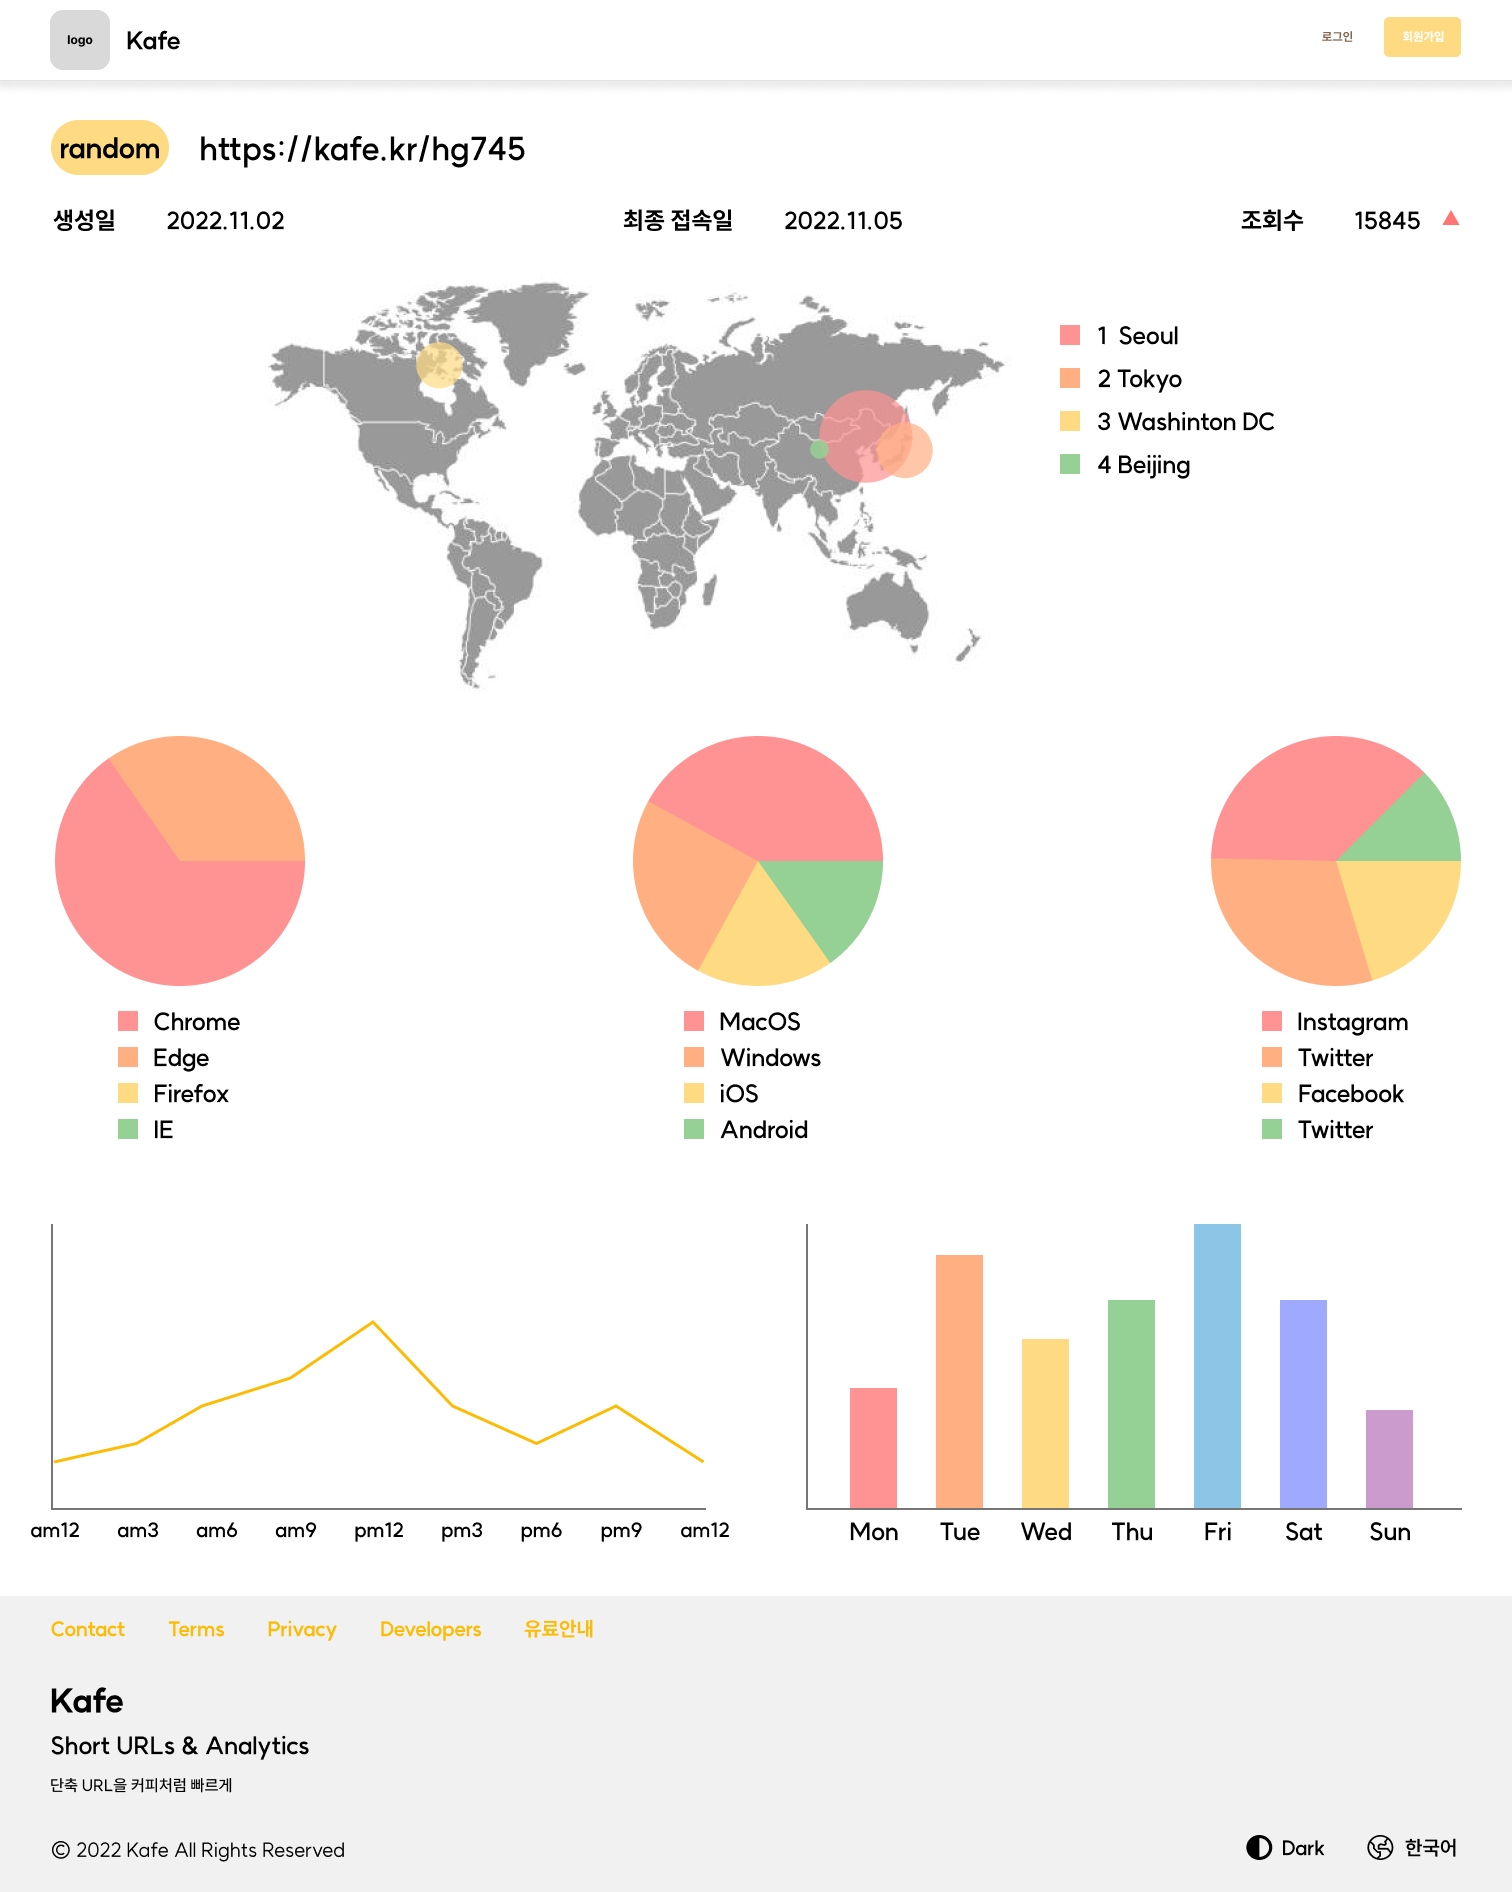 logo
Kafe
로그인
회원가입
random
https://kafe.kr/hg745
생성일 2022.11.02
최종 접속일 2022.11.05
조회수 15845
1 Seoul
2 Tokyo
3 Washinton DC
4 Beijing
Chrome
Edge
Firefox
IE
MacOS
Windows
iOS
Android
Instagram
Twitter
Facebook
Twitter
am12 am3 am6 am9 pm12 pm3 pm6 pm9 am12
Mon Tue Wed Thu Fri Sat Sun
Contact Terms Privacy Developers 유료안내
Kafe
Short URLs & Analytics
단축 URL을 커피처럼 빠르게
© 2022 Kafe All Rights Reserved
Dark
한국어